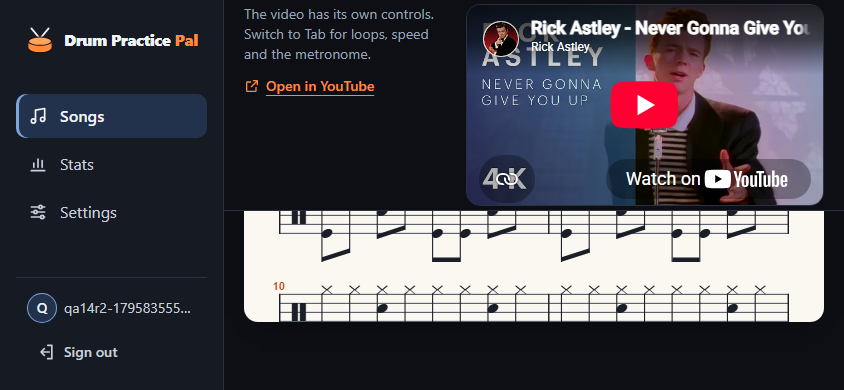 Drum Practice Pal
Songs
Stats
Settings
Q
qa14r2-179583555...
Sign out
The video has its own controls.
Switch to Tab for loops, speed
and the metronome.
Open in YouTube
Rick Astley - Never Gonna Give You
Rick Astley
ASTLEY
NEVER GONNA
GIVE YOU UP
4K
Watch on YouTube
10